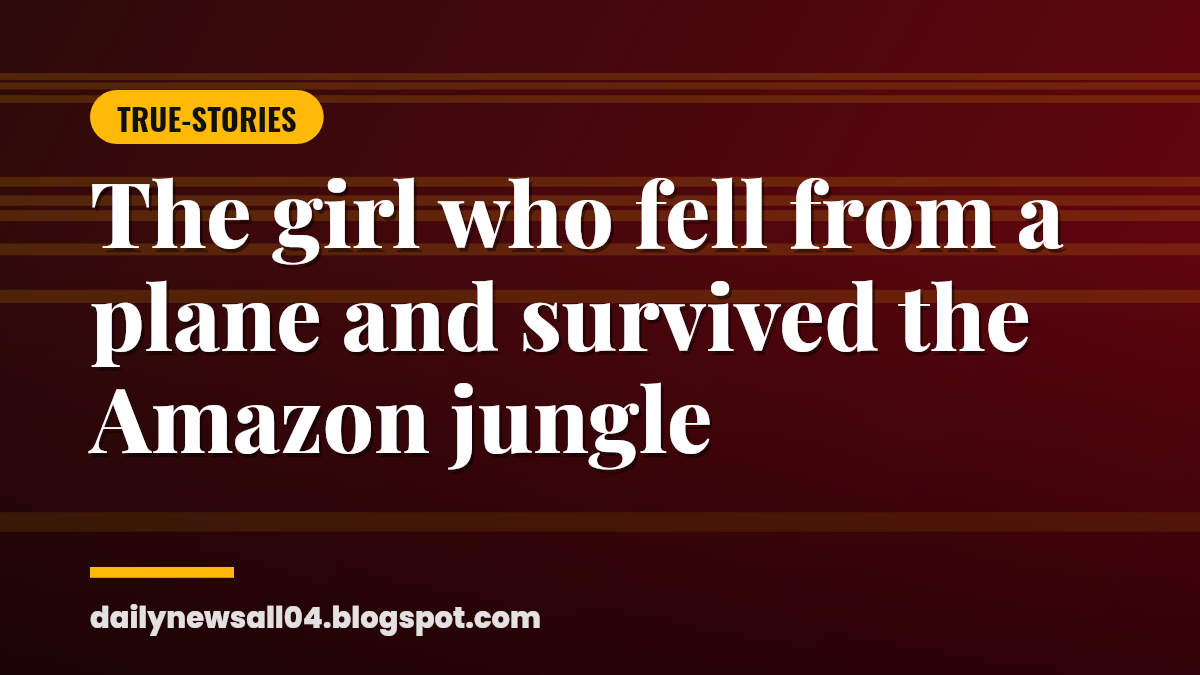 TRUE-STORIES
The girl who fell from a
plane and survived the
Amazon jungle
dailynewsall04.blogspot.com